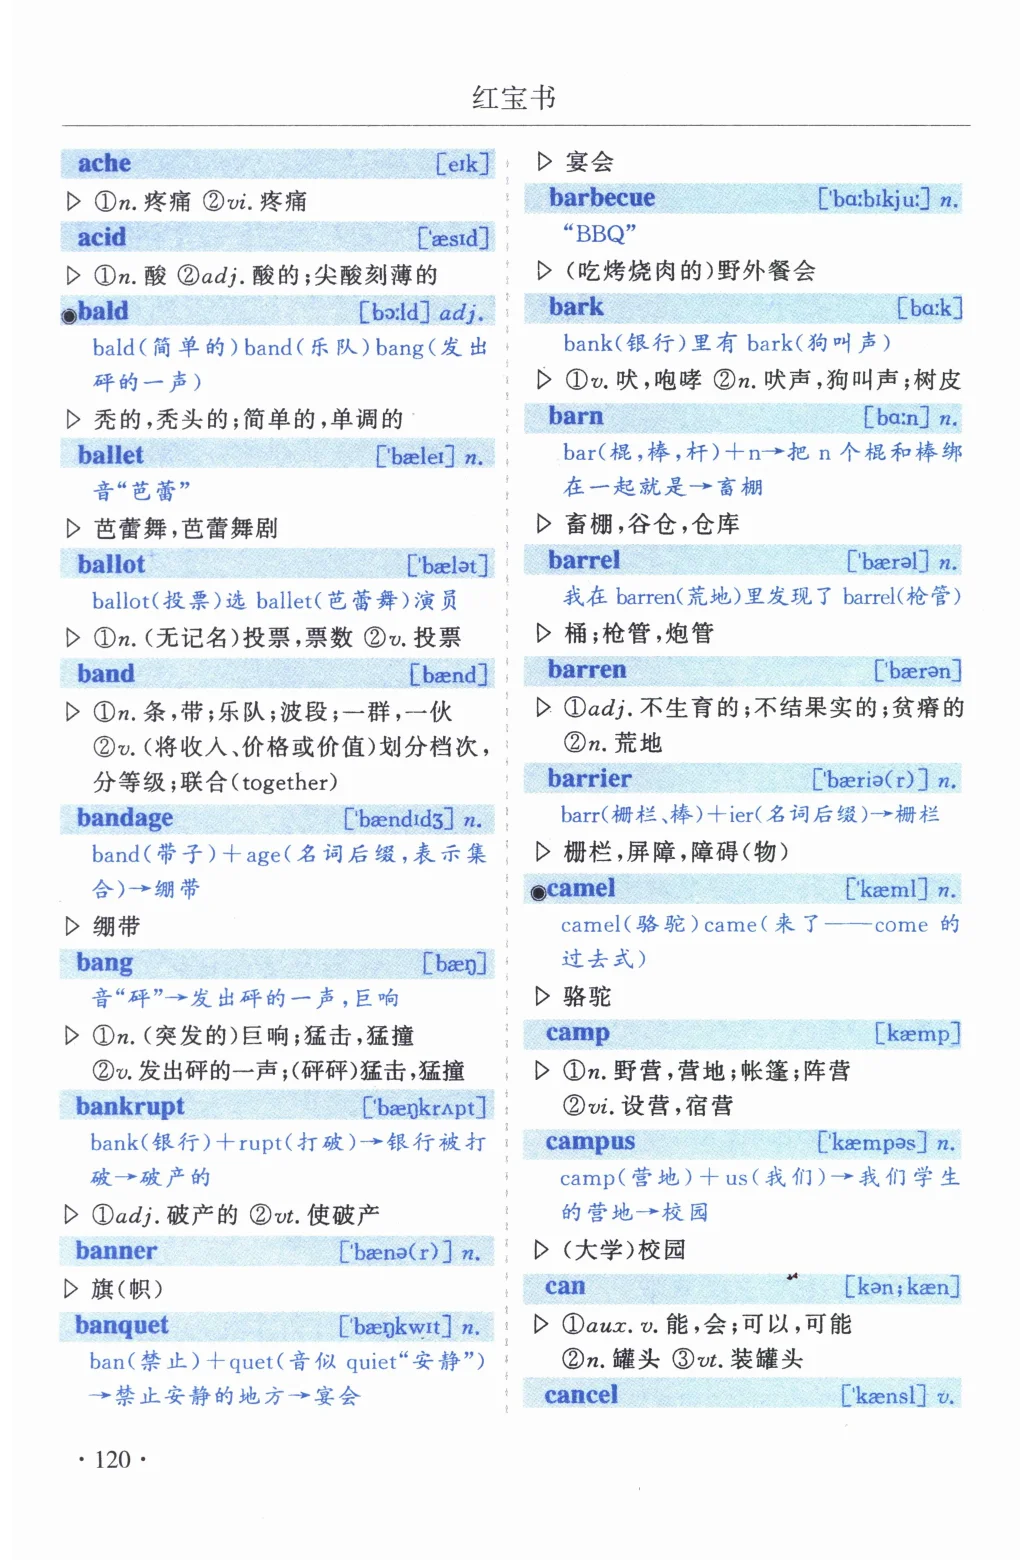 红宝书
ache [eɪk]
▷ ①n. 疼痛 ②vi. 疼痛
acid ['æsɪd]
▷ ①n. 酸 ②adj. 酸的;尖酸刻薄的
◉bald [bɔːld] adj.
bald(简单的)band(乐队)bang(发出
砰的一声)
▷ 秃的,秃头的;简单的,单调的
ballet ['bæleɪ] n.
音“芭蕾”
▷ 芭蕾舞,芭蕾舞剧
ballot ['bælət]
ballot(投票)选 ballet(芭蕾舞)演员
▷ ①n. (无记名)投票,票数 ②v. 投票
band [bænd]
▷ ①n. 条,带;乐队;波段;一群,一伙
②v. (将收入、价格或价值)划分档次,
分等级;联合(together)
bandage ['bændɪdʒ] n.
band(带子)+age(名词后缀,表示集
合)→绷带
▷ 绷带
bang [bæŋ]
音“砰”→发出砰的一声,巨响
▷ ①n. (突发的)巨响;猛击,猛撞
②v. 发出砰的一声;(砰砰)猛击,猛撞
bankrupt ['bæŋkrʌpt]
bank(银行)+rupt(打破)→银行被打
破→破产的
▷ ①adj. 破产的 ②vt. 使破产
banner ['bænə(r)] n.
▷ 旗(帜)
banquet ['bæŋkwɪt] n.
ban(禁止)+quet(音似 quiet“安静”)
→禁止安静的地方→宴会
▷ 宴会
barbecue ['bɑːbɪkjuː] n.
“BBQ”
▷ (吃烤烧肉的)野外餐会
bark [bɑːk]
bank(银行)里有 bark(狗叫声)
▷ ①v. 吠,咆哮 ②n. 吠声,狗叫声;树皮
barn [bɑːn] n.
bar(棍,棒,杆)+n→把 n 个棍和棒绑
在一起就是→畜棚
▷ 畜棚,谷仓,仓库
barrel ['bærəl] n.
我在 barren(荒地)里发现了 barrel(枪管)
▷ 桶;枪管,炮管
barren ['bærən]
▷ ①adj. 不生育的;不结果实的;贫瘠的
②n. 荒地
barrier ['bæriə(r)] n.
barr(栅栏、棒)+ier(名词后缀)→栅栏
▷ 栅栏,屏障,障碍(物)
◉camel ['kæml] n.
camel(骆驼)came(来了——come 的
过去式)
▷ 骆驼
camp [kæmp]
▷ ①n. 野营,营地;帐篷;阵营
②vi. 设营,宿营
campus ['kæmpəs] n.
camp(营地)+us(我们)→我们学生
的营地→校园
▷ (大学)校园
can [kən;kæn]
▷ ①aux. v. 能,会;可以,可能
②n. 罐头 ③vt. 装罐头
cancel ['kænsl] v.
· 120 ·